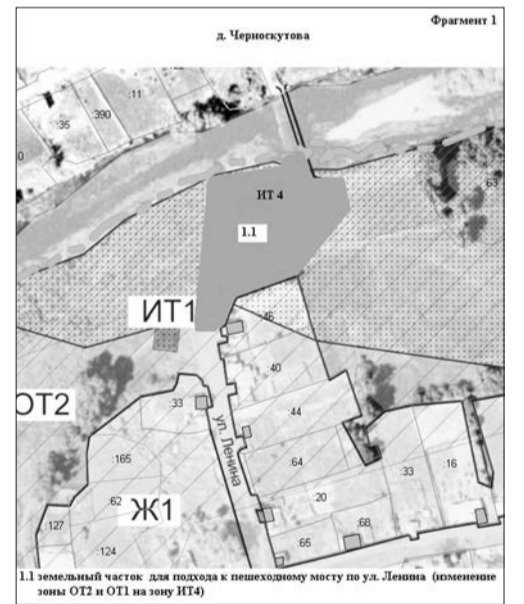 Фрагмент 1
д. Черноскутова
:11
390
:35
63
ИТ 4
1.1
ИТ1
:46
:40
ОТ2
:33
:44
ул. Ленина
:165
:64
:33
:16
:62
Ж1
:20
:127
:68
:124
:65
1.1 земельный часток для подхода к пешеходному мосту по ул. Ленина (изменение
зоны ОТ2 и ОТ1 на зону ИТ4)